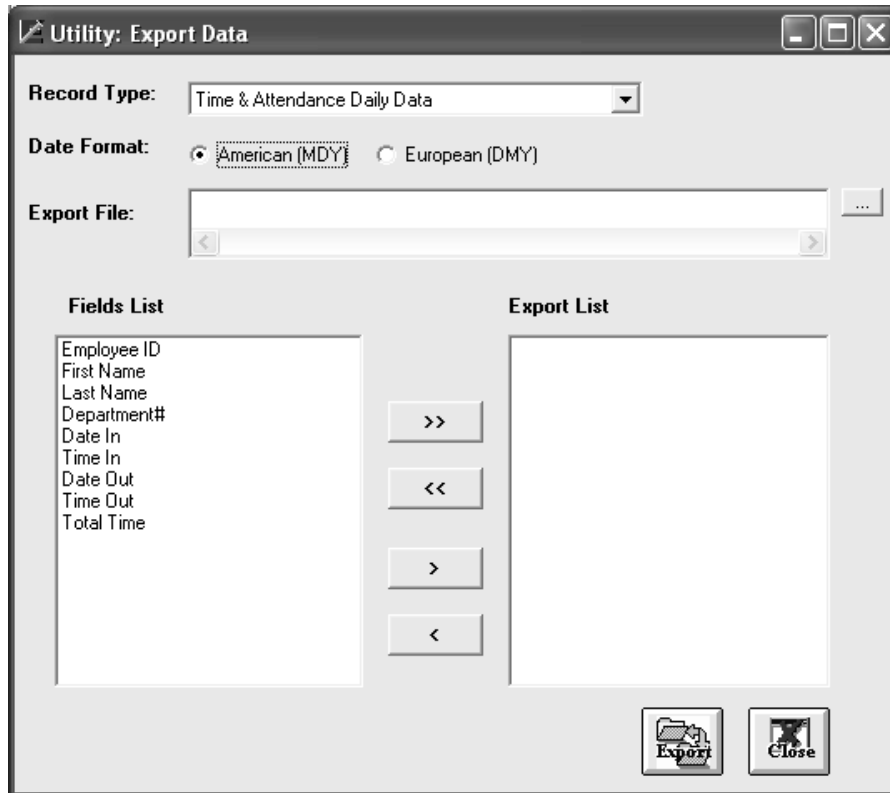 Utility: Export Data
Record Type: Time & Attendance Daily Data
Date Format: American (MDY) European (DMY)
Export File: ...
Fields List Export List
Employee ID
First Name
Last Name
Department#
Date In
Time In
Date Out
Time Out
Total Time
>>
<<
>
<
Export Close